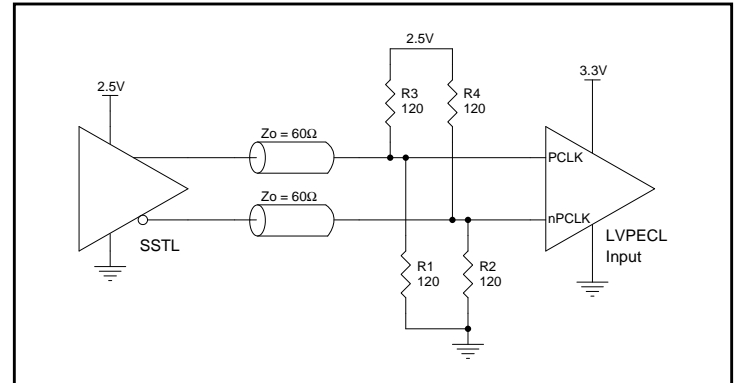 2.5V
3.3V
2.5V
R3
120
R4
120
Zo = 60Ω
PCLK
Zo = 60Ω
nPCLK
SSTL
LVPECL
Input
R1
120
R2
120